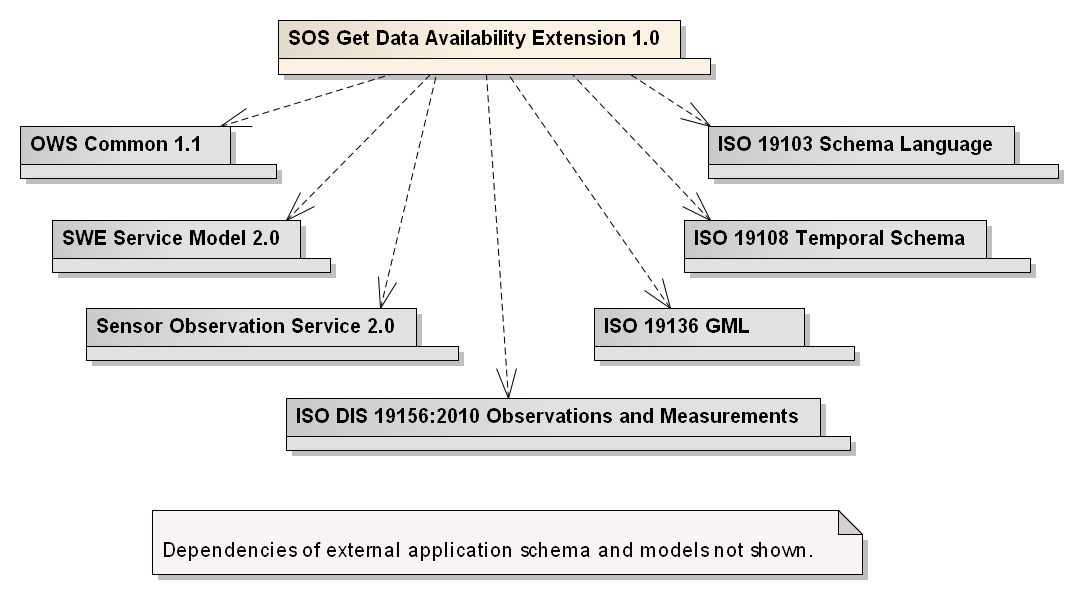 SOS Get Data Availability Extension 1.0
OWS Common 1.1
ISO 19103 Schema Language
SWE Service Model 2.0
ISO 19108 Temporal Schema
Sensor Observation Service 2.0
ISO 19136 GML
ISO DIS 19156:2010 Observations and Measurements
Dependencies of external application schema and models not shown.